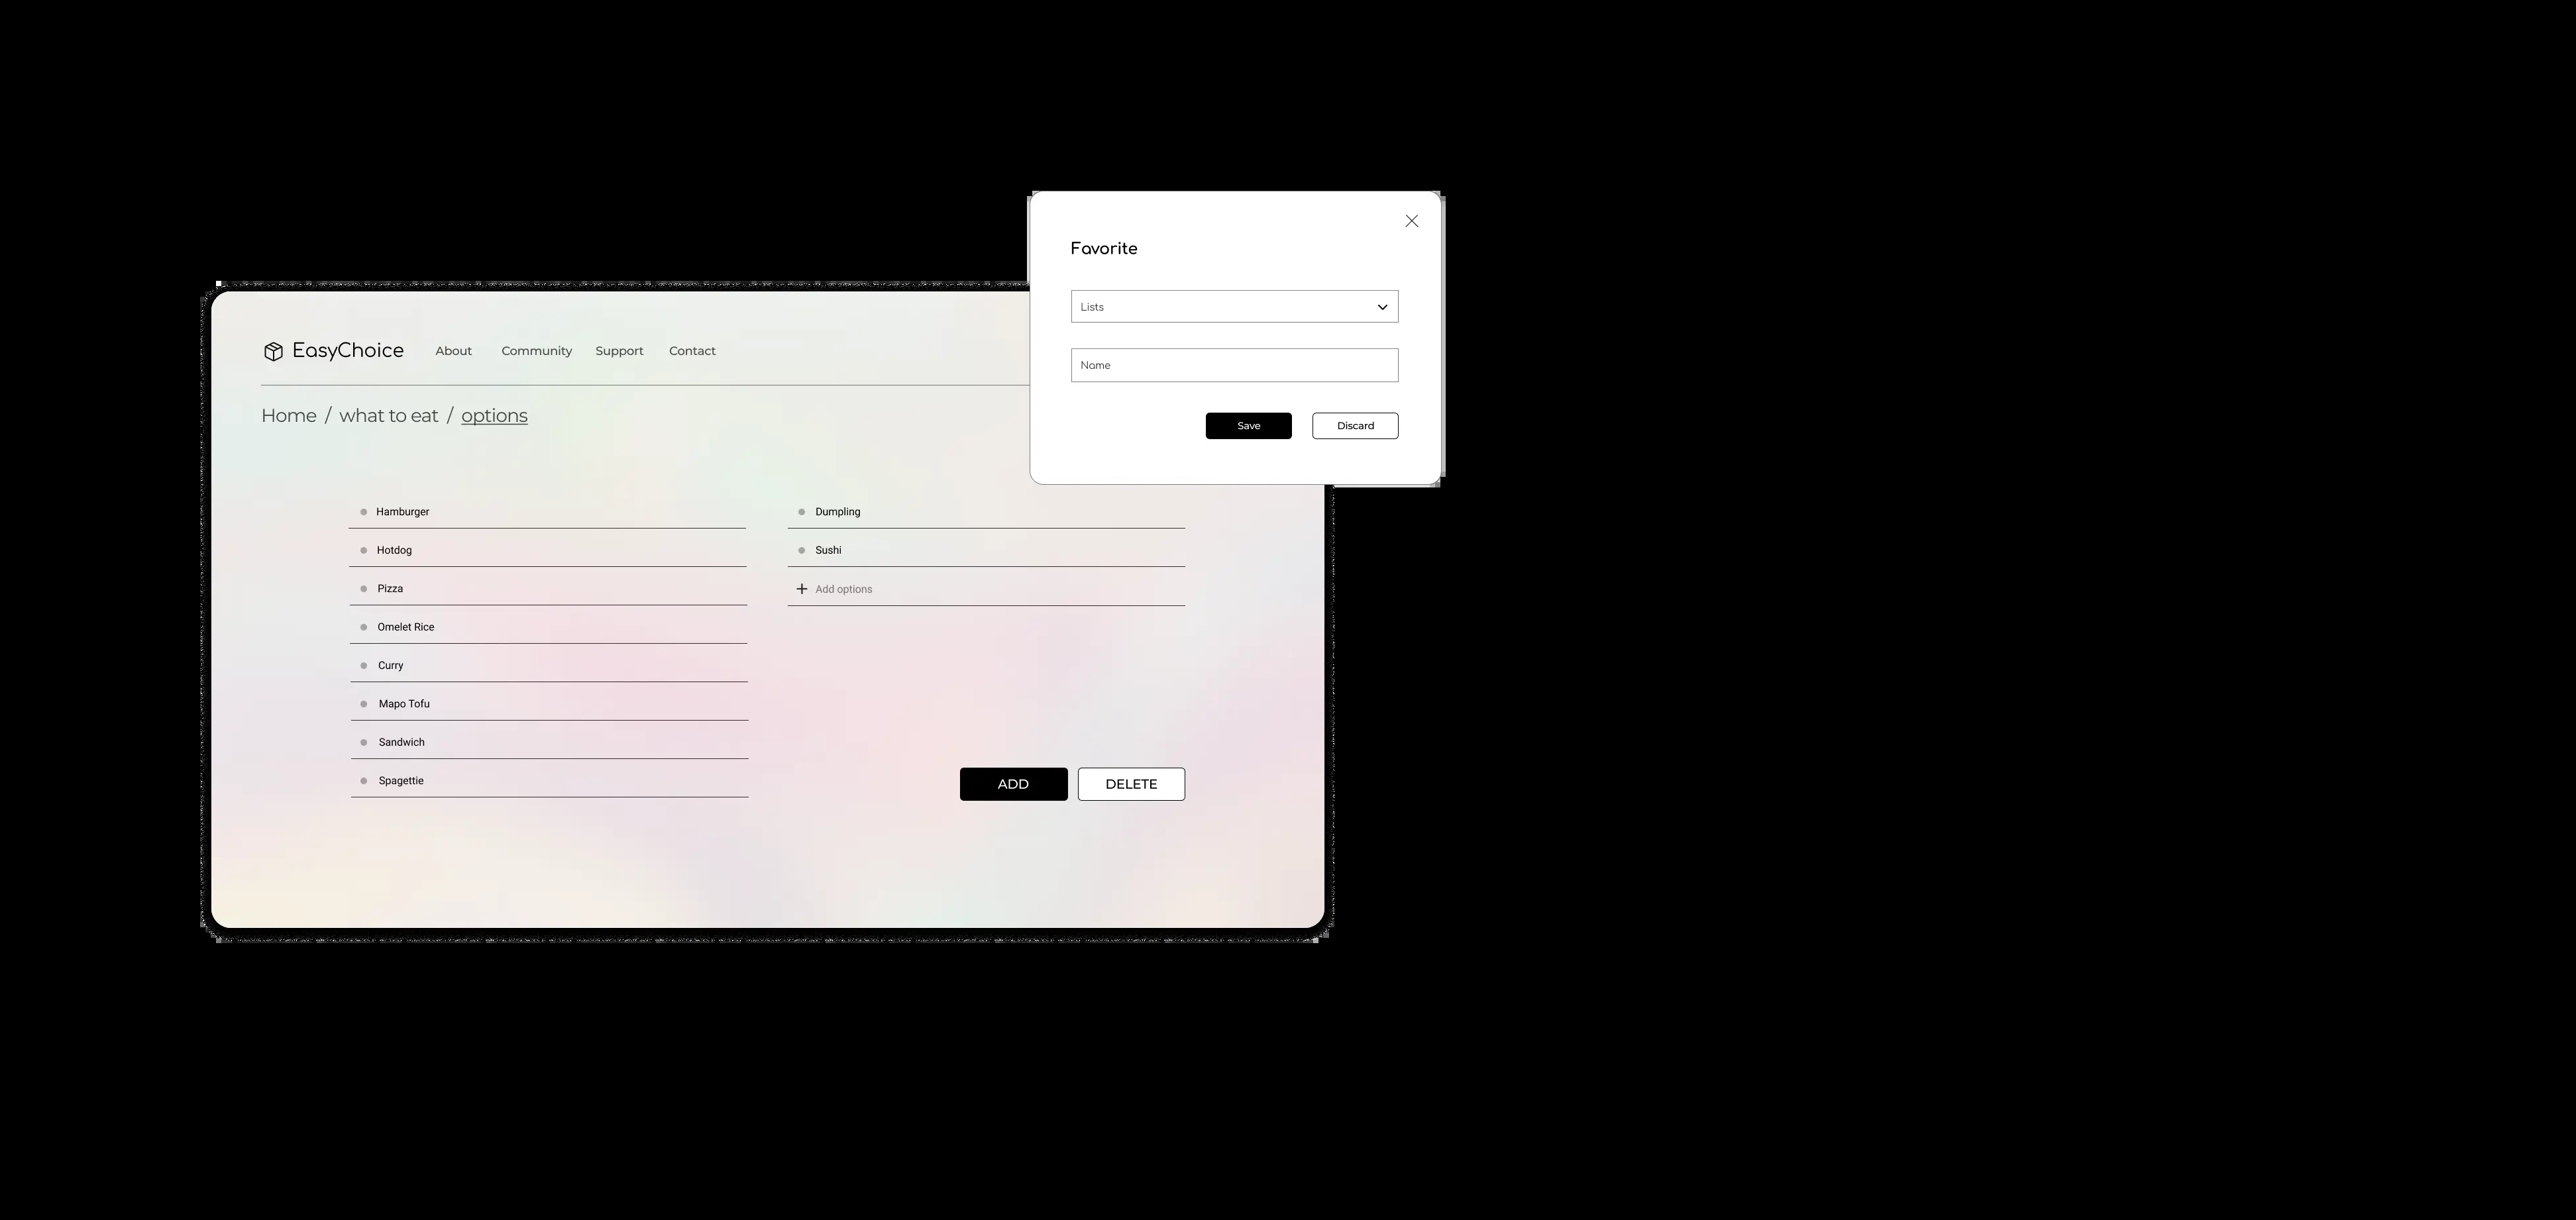 Favorite
Lists
Name
Save Discard
EasyChoice About Community Support Contact
Home / what to eat / options
Hamburger
Hotdog
Pizza
Omelet Rice
Curry
Mapo Tofu
Sandwich
Spagettie
Dumpling
Sushi
Add options
ADD DELETE